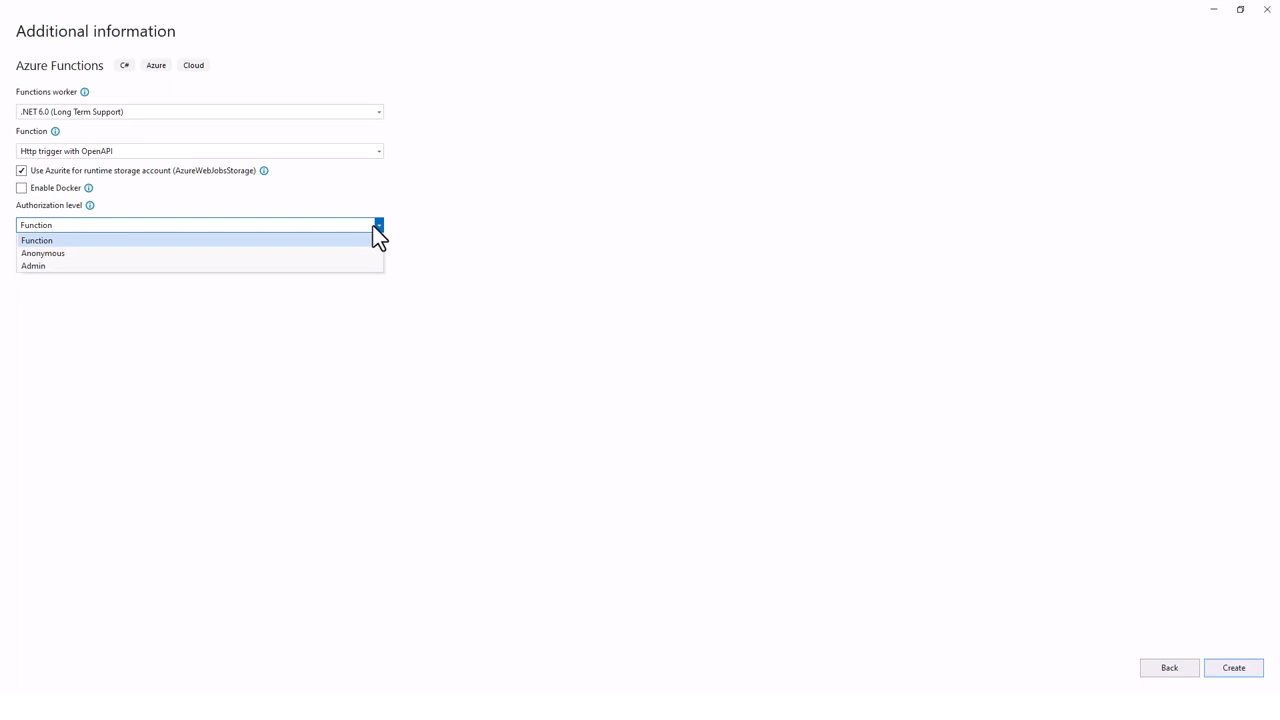 Additional information
Azure Functions C# Azure Cloud
Functions worker
.NET 6.0 (Long Term Support)
Function
Http trigger with OpenAPI
Use Azurite for runtime storage account (AzureWebJobsStorage)
Enable Docker
Authorization level
Function
Function
Anonymous
Admin
Back Create